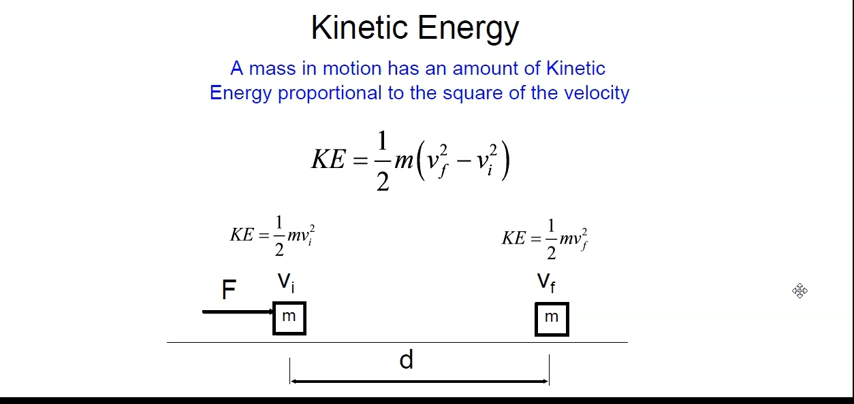 Kinetic Energy
A mass in motion has an amount of Kinetic
Energy proportional to the square of the velocity
KE = 1/2 m(v_f^2 − v_i^2)
KE = 1/2 mv_i^2
KE = 1/2 mv_f^2
F
V_i
V_f
m
m
d